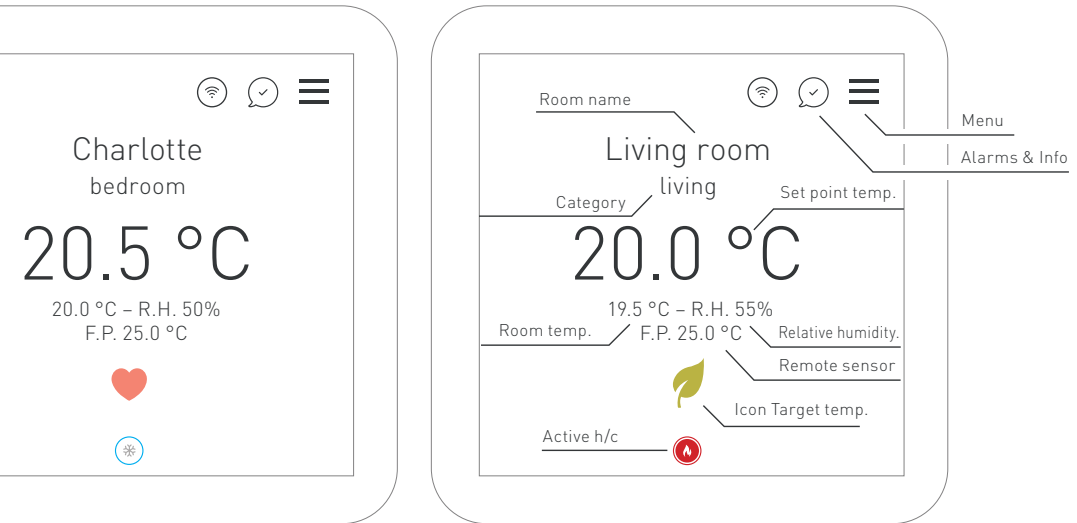 Charlotte
bedroom
20.5 °C
20.0 °C – R.H. 50%
F.P. 25.0 °C
Room name
Menu
Alarms & Info
Living room
living
Category
Set point temp.
20.0 °C
19.5 °C – R.H. 55%
Room temp.
F.P. 25.0 °C
Relative humidity.
Remote sensor
Icon Target temp.
Active h/c